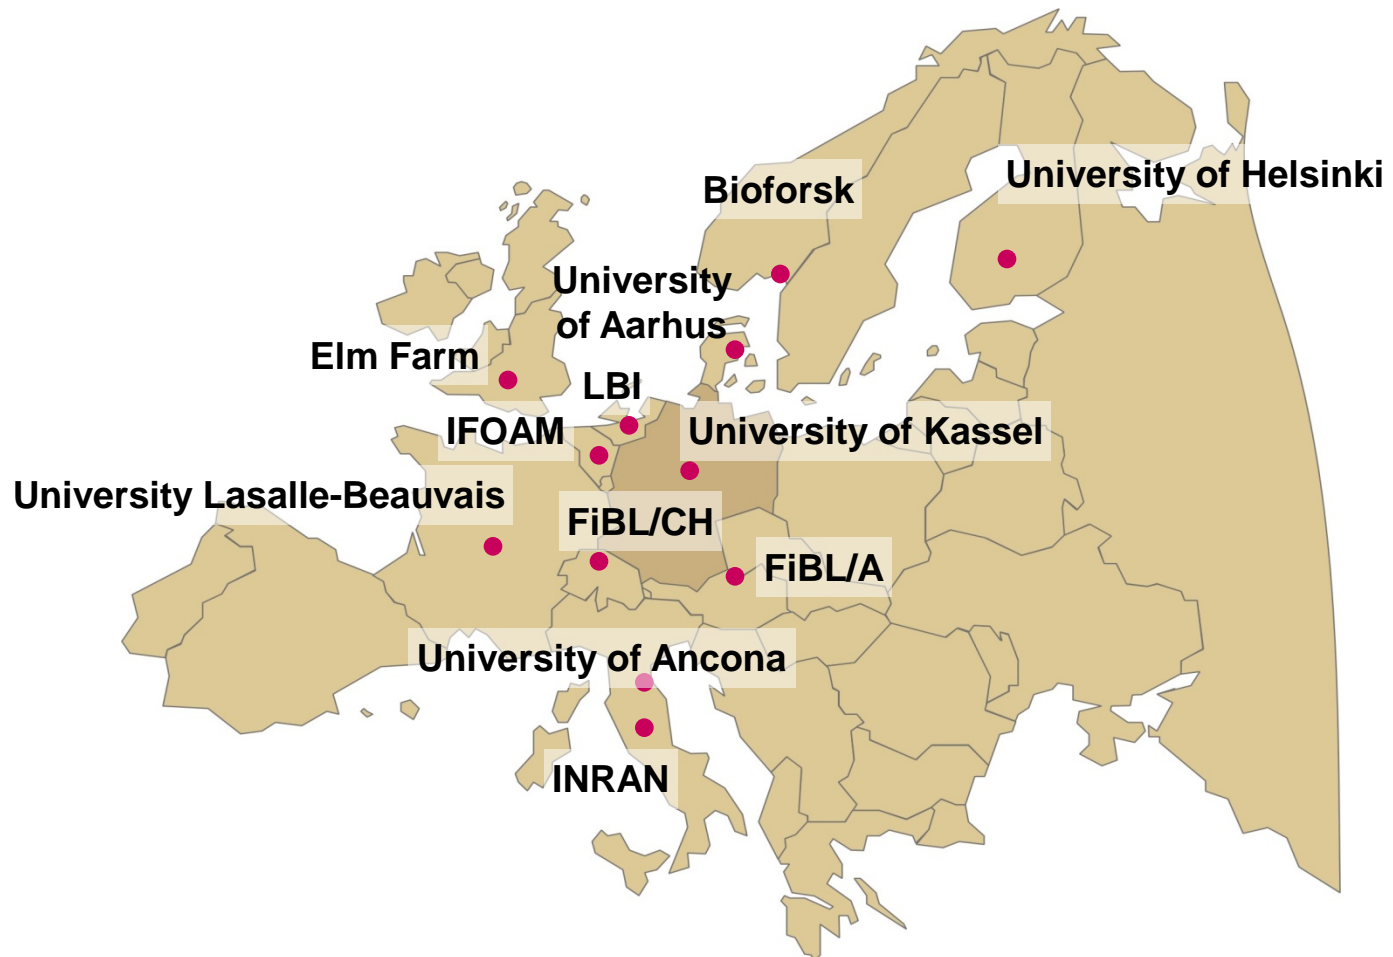 University of Helsinki
Bioforsk
University
of Aarhus
Elm Farm
LBI
IFOAM
University of Kassel
University Lasalle-Beauvais
FiBL/CH
FiBL/A
University of Ancona
INRAN